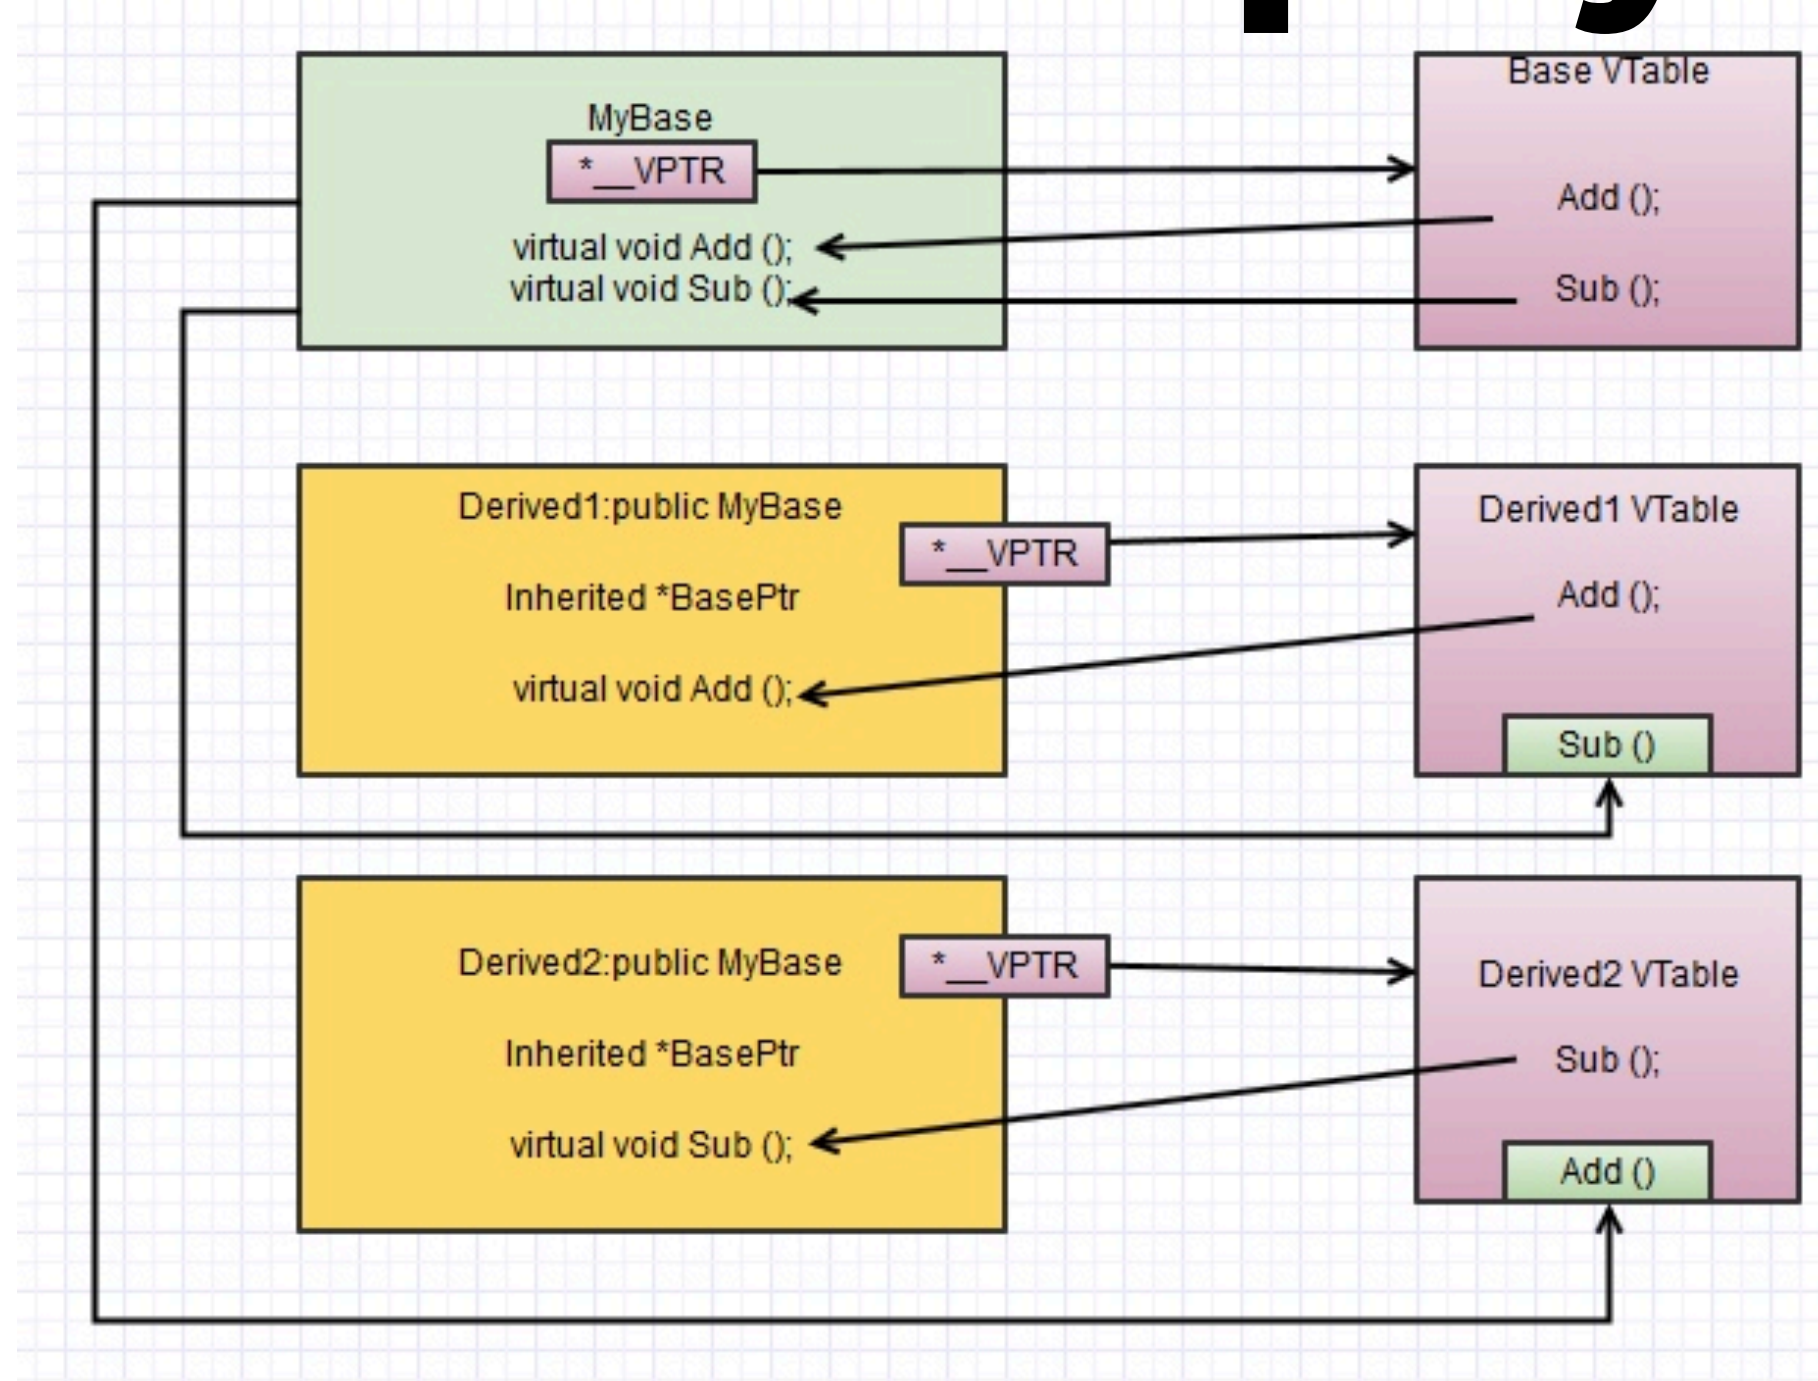 MyBase
*__VPTR
virtual void Add ();
virtual void Sub ();
Base VTable
Add ();
Sub ();
Derived1:public MyBase
*__VPTR
Inherited *BasePtr
virtual void Add ();
Derived1 VTable
Add ();
Sub ()
Derived2:public MyBase
*__VPTR
Inherited *BasePtr
virtual void Sub ();
Derived2 VTable
Sub ();
Add ()